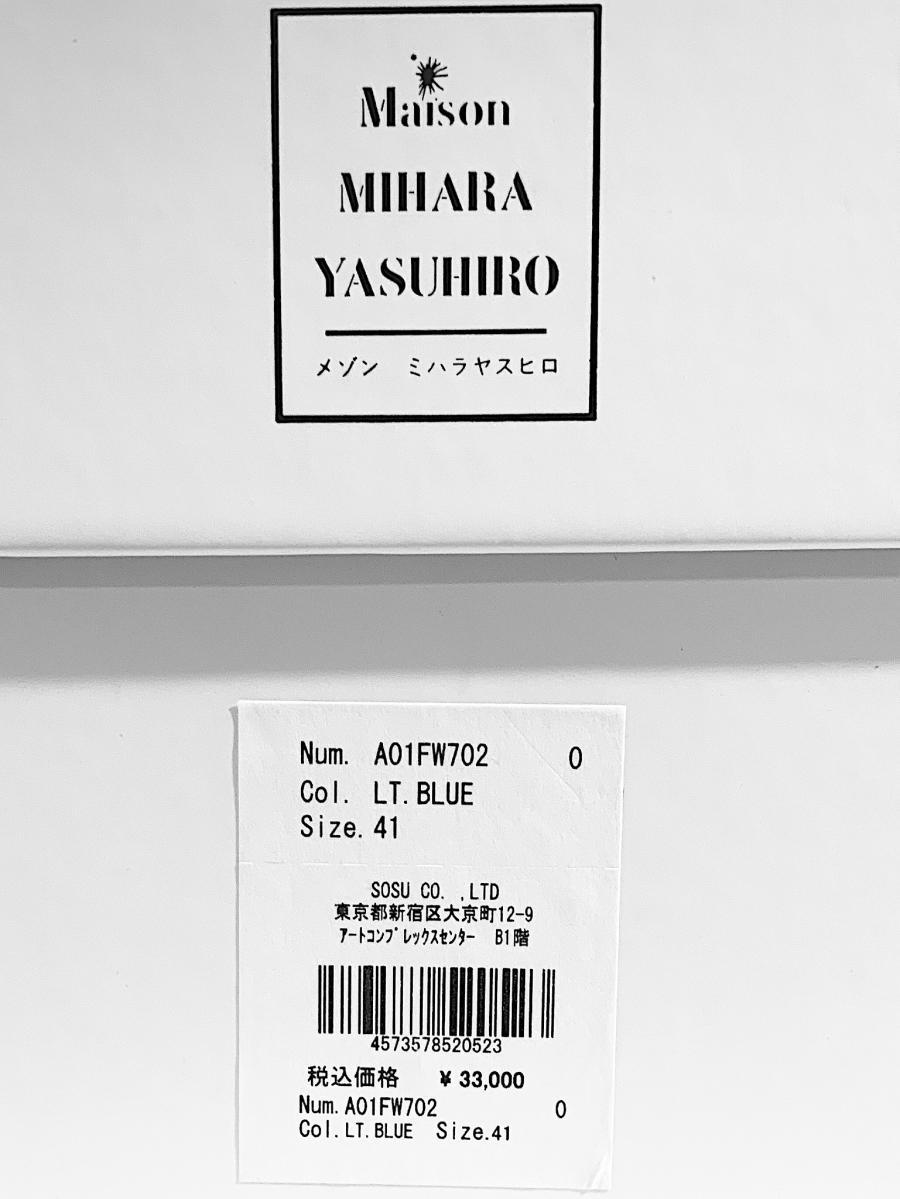 Maison
MIHARA
YASUHIRO
メゾン　ミハラヤスヒロ
Num. A01FW702 0
Col. LT.BLUE
Size. 41
SOSU CO. ,LTD
東京都新宿区大京町12-9
ｱｰﾄｺﾝﾌﾟﾚｯｸｽｾﾝﾀｰ B1階
4573578520523
税込価格 ¥ 33,000
Num. A01FW702 0
Col. LT.BLUE Size.41